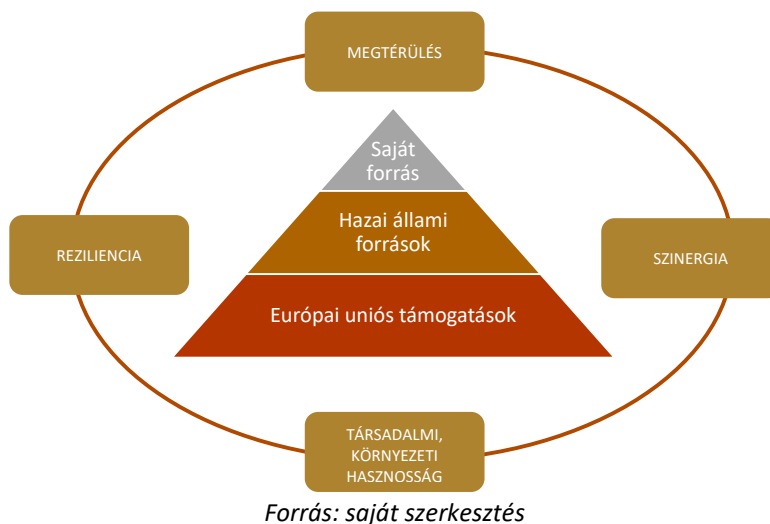 MEGTÉRÜLÉS
Saját
forrás
Hazai állami
források
REZILIENCIA
SZINERGIA
Európai uniós támogatások
TÁRSADALMI,
KÖRNYEZETI
HASZNOSSÁG
Forrás: saját szerkesztés